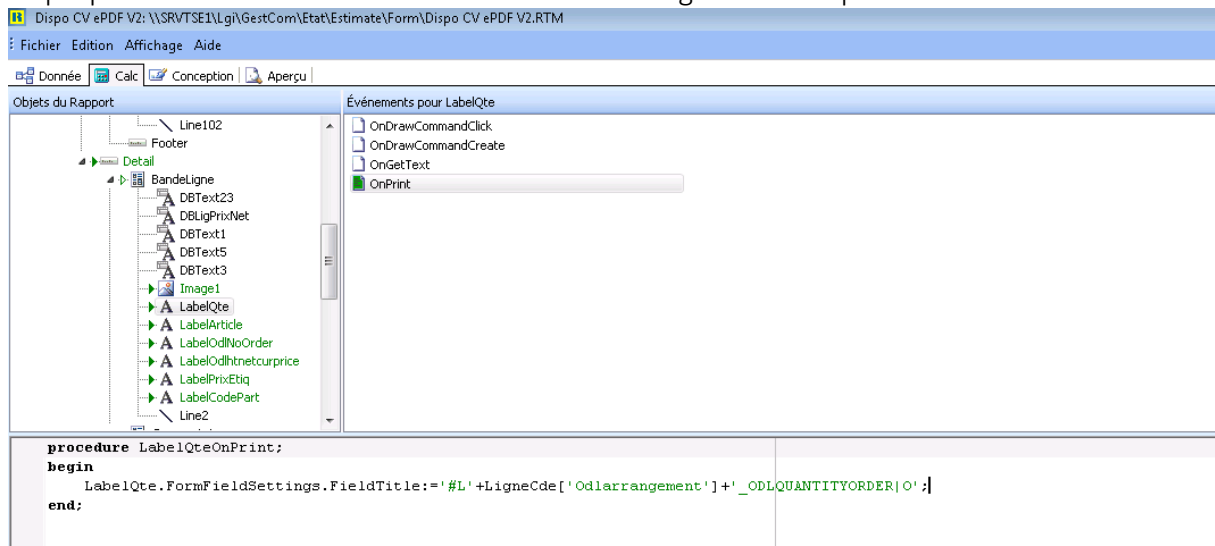 Dispo CV ePDF V2: \\SRVTSE1\Lgi\GestCom\Etat\Estimate\Form\Dispo CV ePDF V2.RTM
Fichier Edition Affichage Aide
Donnée Calc Conception Aperçu
Objets du Rapport
Line102
Footer
Detail
BandeLigne
DBText23
DBLigPrixNet
DBText1
DBText5
DBText3
Image1
LabelQte
LabelArticle
LabelOdlNoOrder
LabelOdlhtnetcurprice
LabelPrixEtiq
LabelCodePart
Line2
Événements pour LabelQte
OnDrawCommandClick
OnDrawCommandCreate
OnGetText
OnPrint
procedure LabelQteOnPrint;
begin
LabelQte.FormFieldSettings.FieldTitle:='#L'+LigneCde['Odlarrangement']+'_ODLQUANTITYORDER|O';
end;